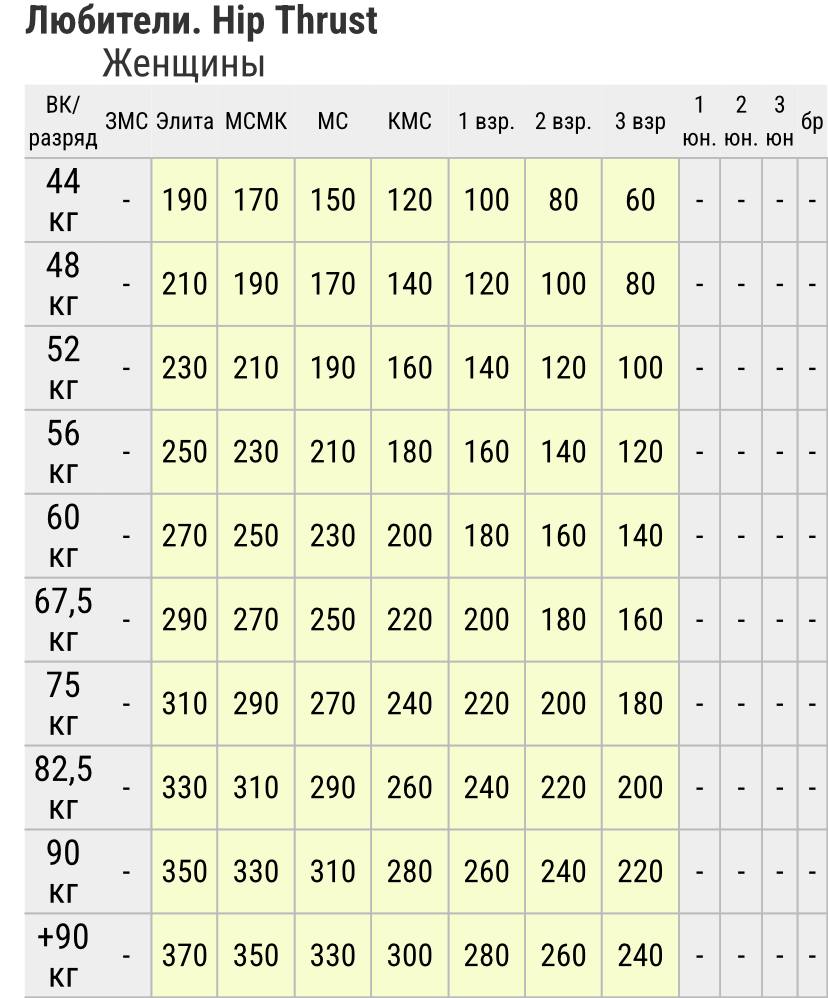 Любители. Hip Thrust
Женщины
ВК/разряд ЗМС Элита МСМК МС КМС 1 взр. 2 взр. 3 взр 1 юн. 2 юн. 3 юн бр
44 кг - 190 170 150 120 100 80 60 - - - -
48 кг - 210 190 170 140 120 100 80 - - - -
52 кг - 230 210 190 160 140 120 100 - - - -
56 кг - 250 230 210 180 160 140 120 - - - -
60 кг - 270 250 230 200 180 160 140 - - - -
67,5 кг - 290 270 250 220 200 180 160 - - - -
75 кг - 310 290 270 240 220 200 180 - - - -
82,5 кг - 330 310 290 260 240 220 200 - - - -
90 кг - 350 330 310 280 260 240 220 - - - -
+90 кг - 370 350 330 300 280 260 240 - - - -